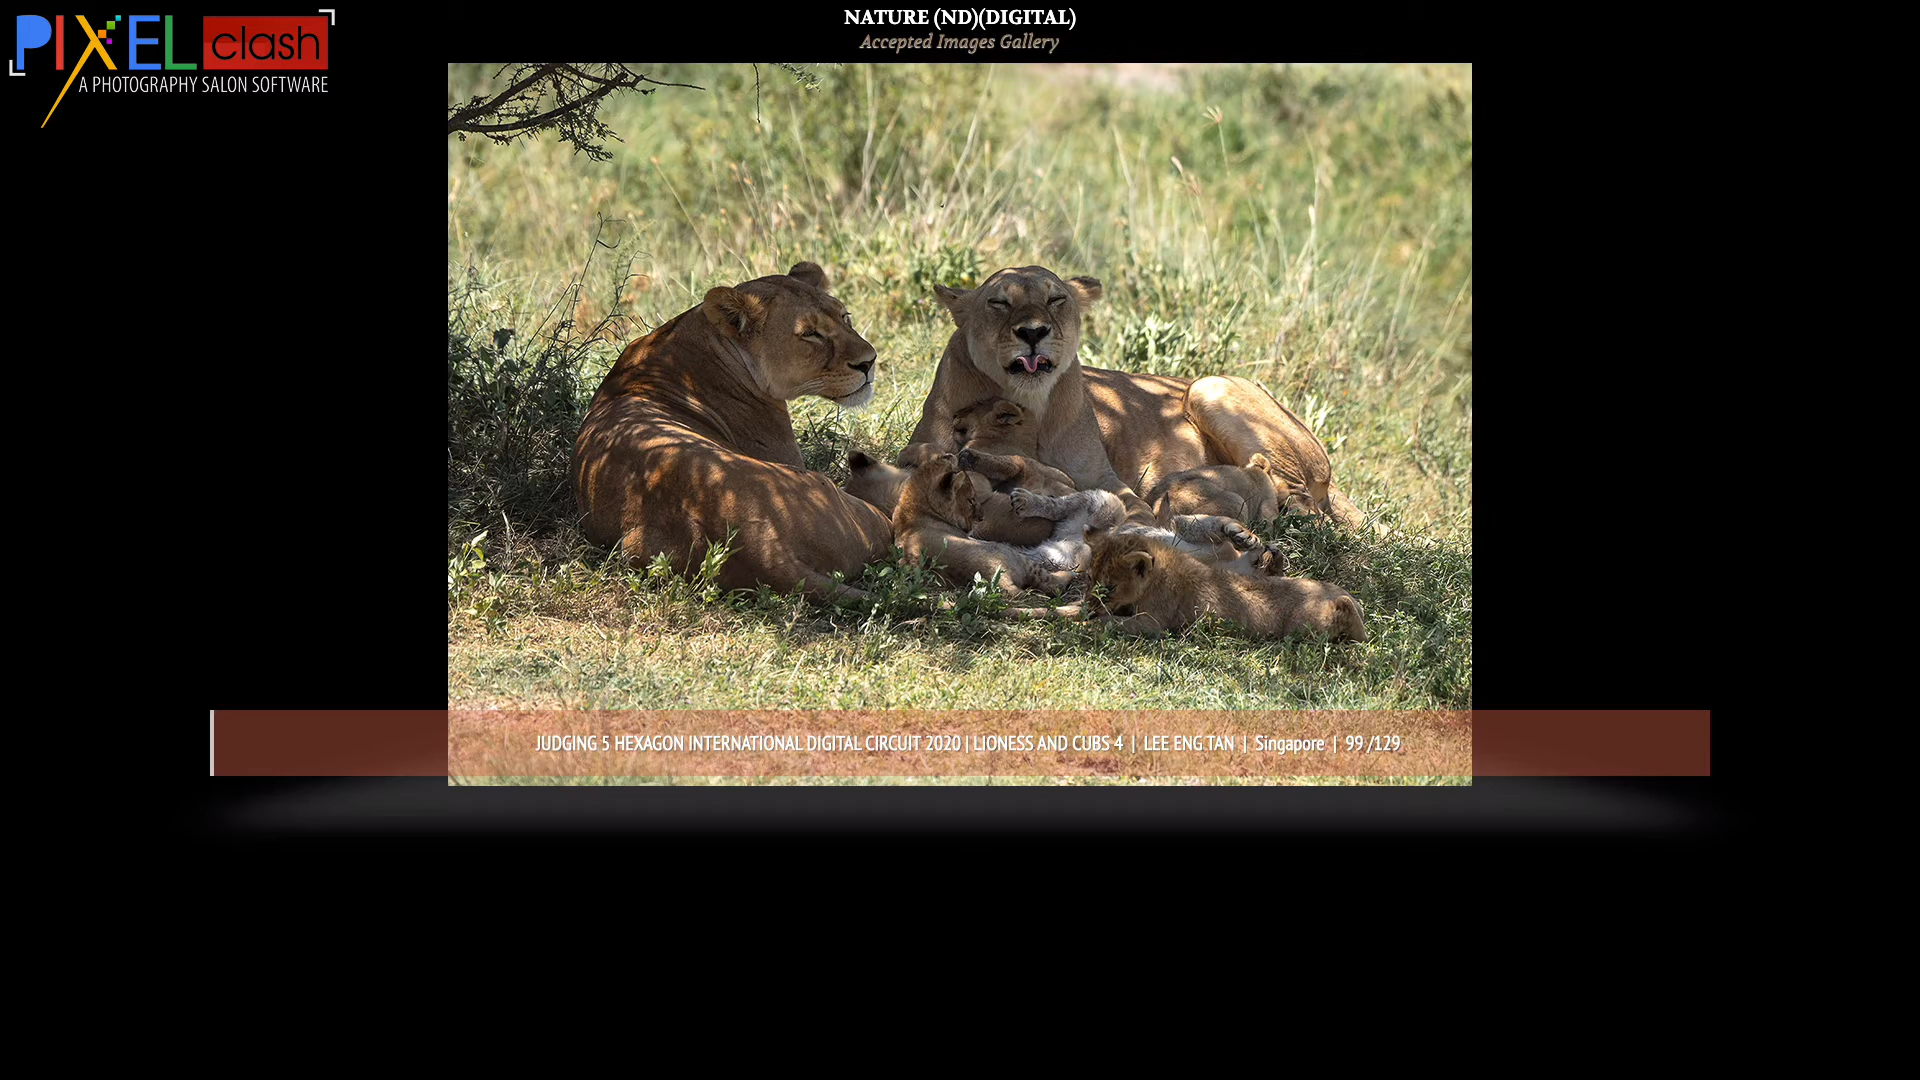 PIXEL clash
A PHOTOGRAPHY SALON SOFTWARE
NATURE (ND)(DIGITAL)
Accepted Images Gallery
JUDGING 5 HEXAGON INTERNATIONAL DIGITAL CIRCUIT 2020 | LIONESS AND CUBS 4 | LEE ENG TAN | Singapore | 99 /129